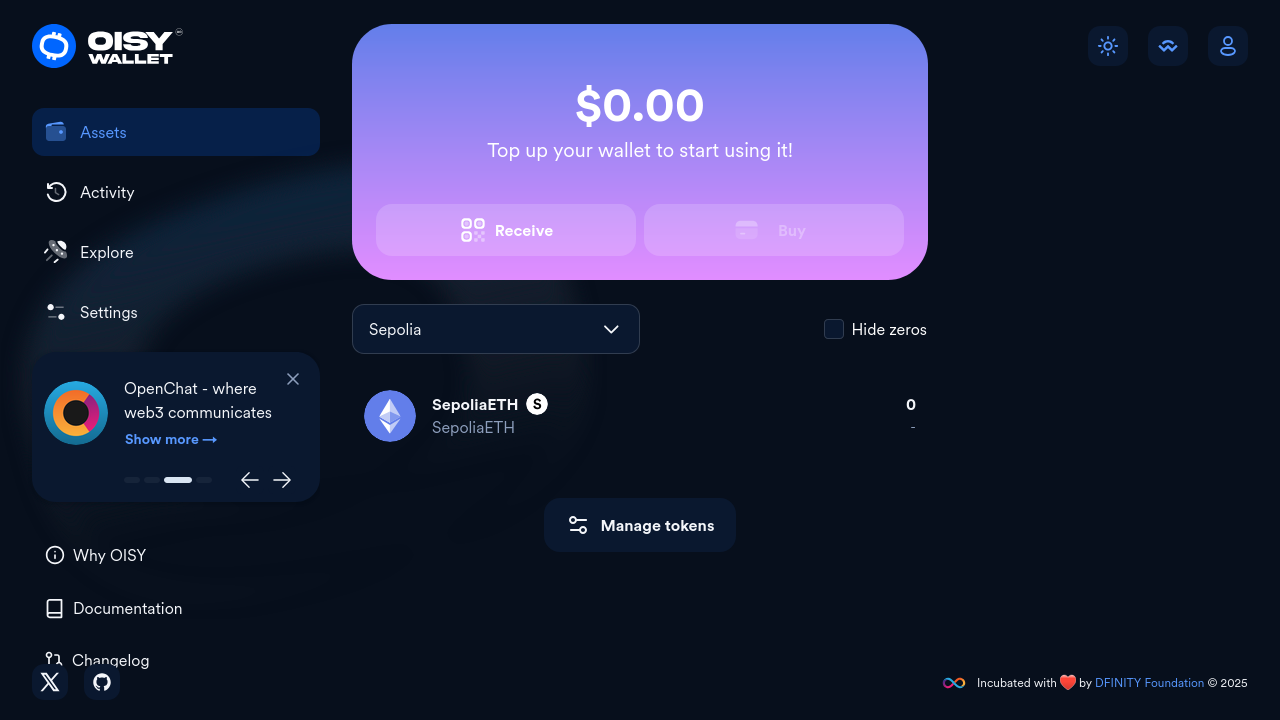 OISY
WALLET
Assets
Activity
Explore
Settings
OpenChat - where
web3 communicates
Show more →
Why OISY
Documentation
Changelog
$0.00
Top up your wallet to start using it!
Receive
Buy
Sepolia
Hide zeros
SepoliaETH S
SepoliaETH
0
-
Manage tokens
Incubated with ❤️ by DFINITY Foundation © 2025